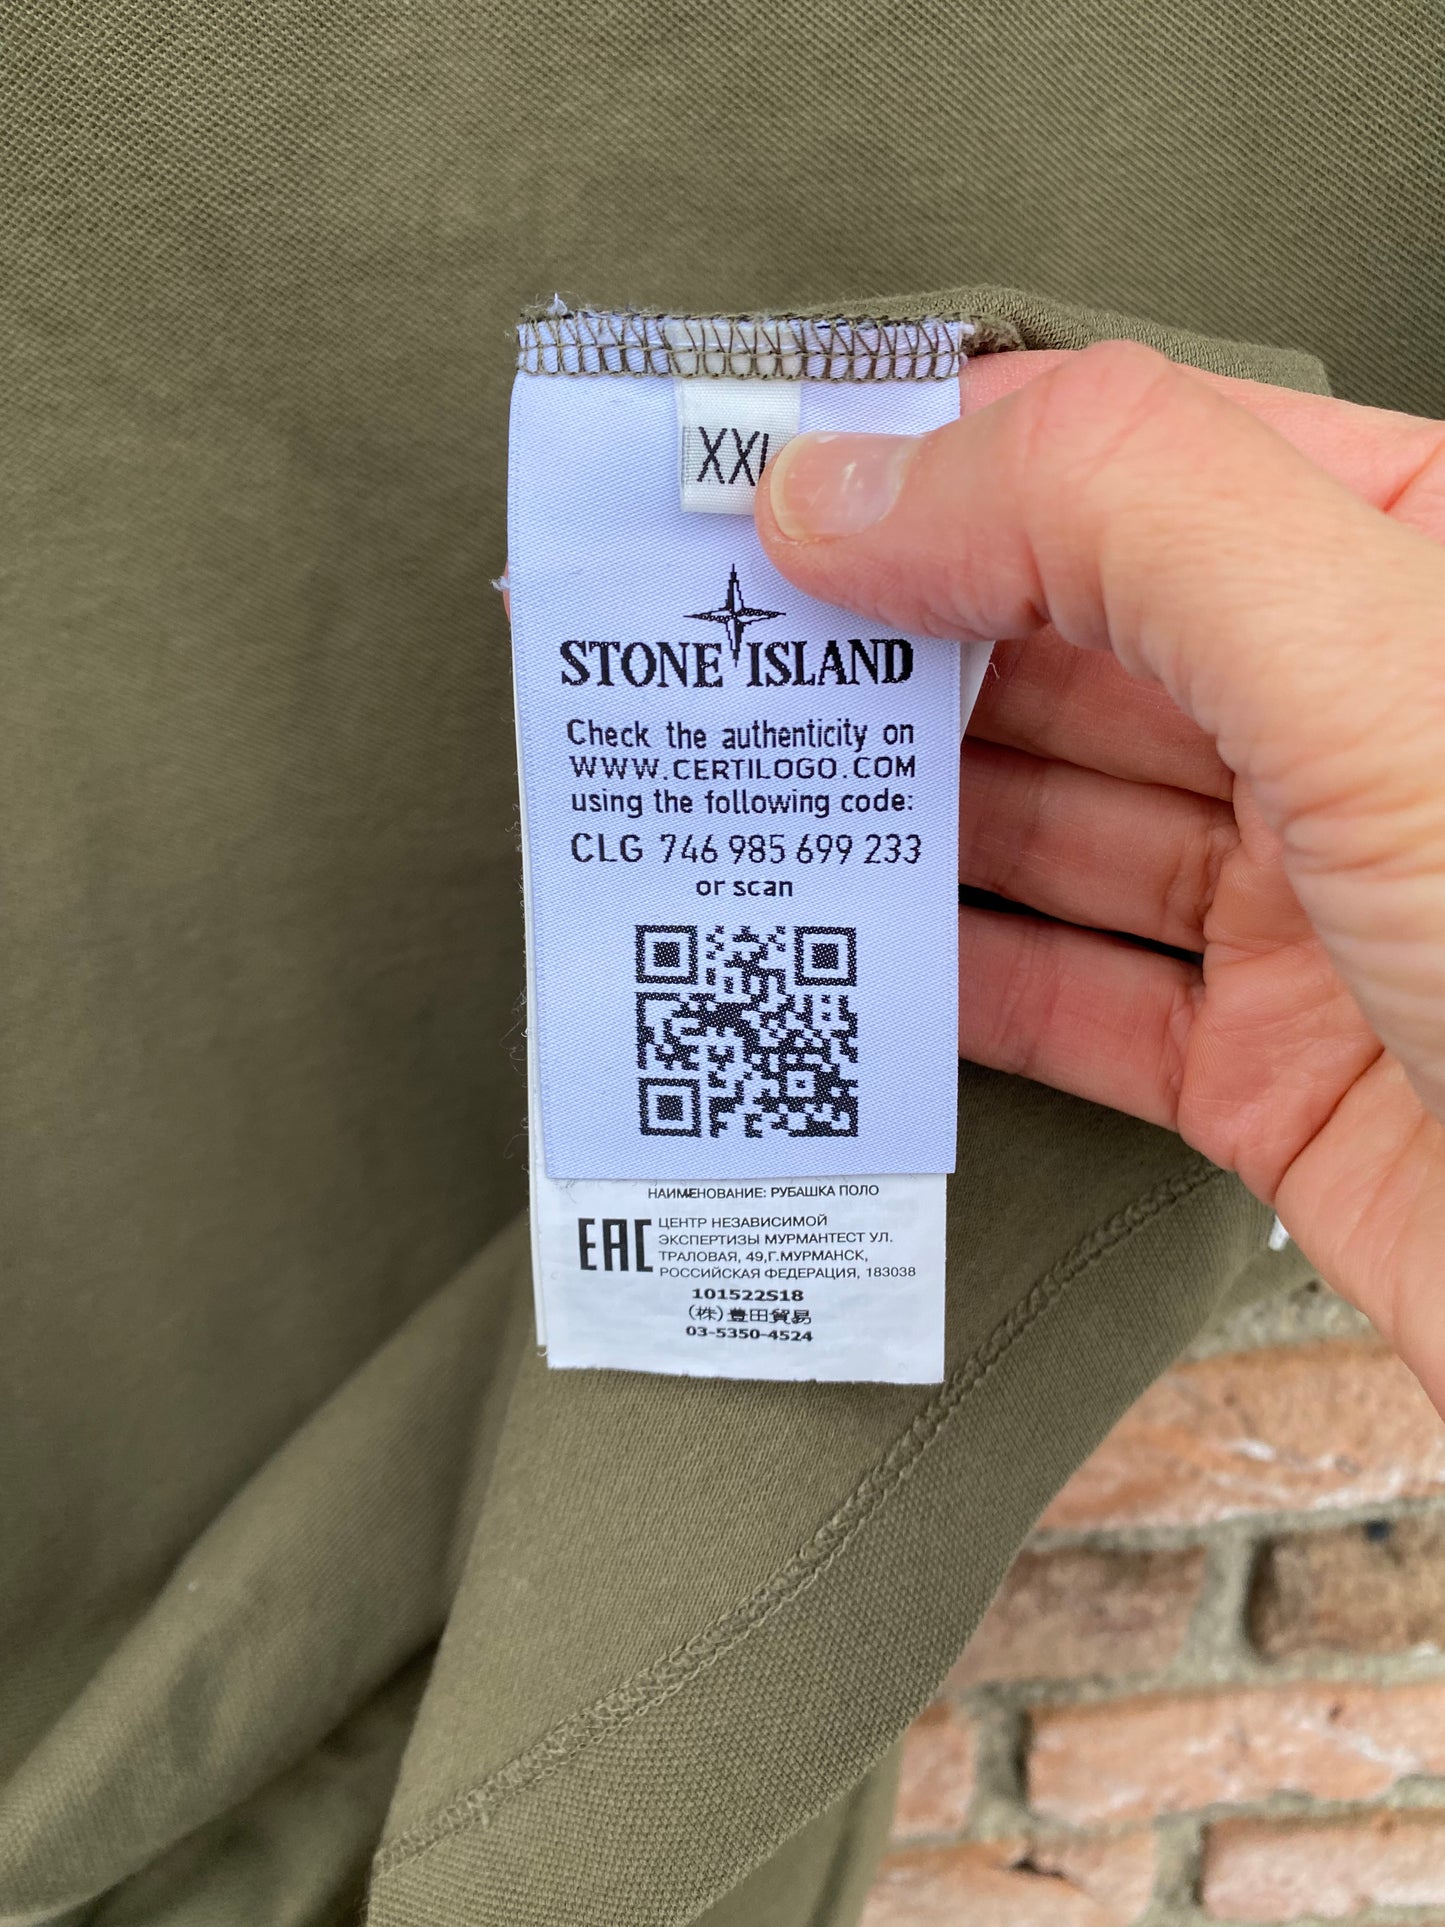 XXL
STONE ISLAND
Check the authenticity on
WWW.CERTILOGO.COM
using the following code:
CLG 746 985 699 233
or scan
НАИМЕНОВАНИЕ: РУБАШКА ПОЛО
EAC
ЦЕНТР НЕЗАВИСИМОЙ
ЭКСПЕРТИЗЫ МУРМАНТЕСТ УЛ.
ТРАЛОВАЯ, 49,Г.МУРМАНСК,
РОССИЙСКАЯ ФЕДЕРАЦИЯ, 183038
101522S18
(株)豊田貿易
03-5350-4524